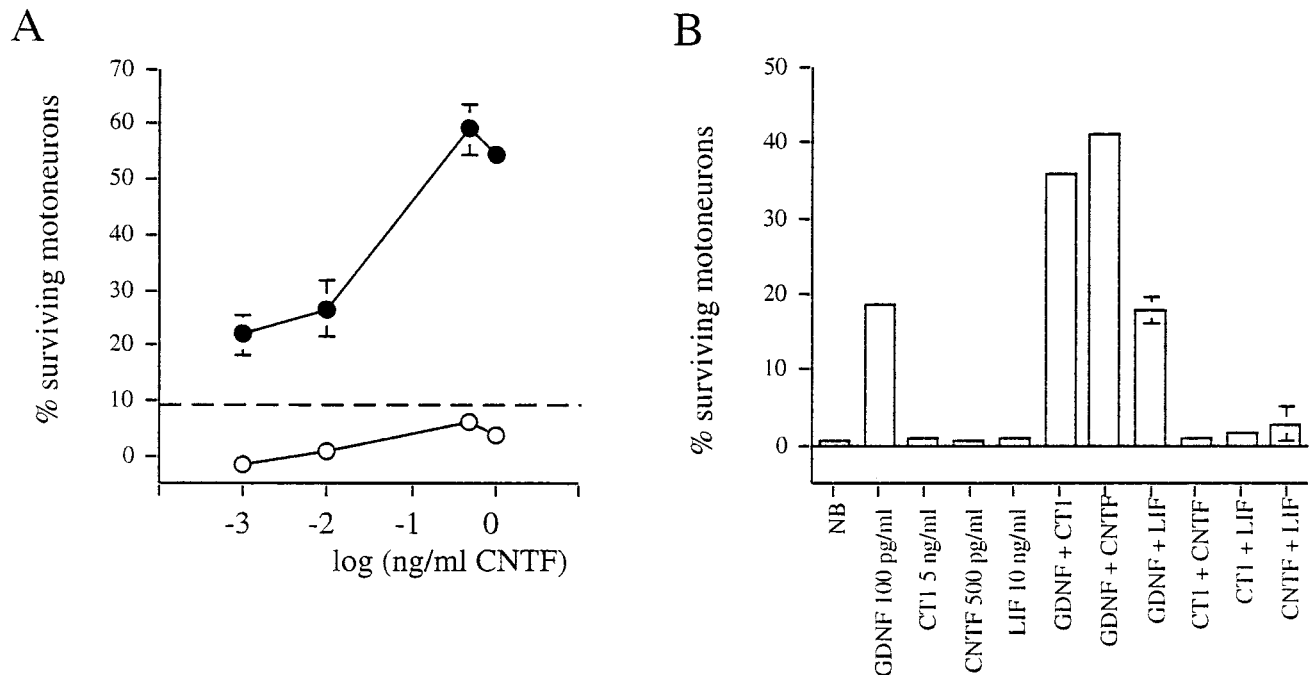 A
% surviving motoneurons
70
60
50
40
30
20
10
0
-3
-2
-1
0
log (ng/ml CNTF)
B
% surviving motoneurons
50
40
30
20
10
0
NB
GDNF 100 pg/ml
CT1 5 ng/ml
CNTF 500 pg/ml
LIF 10 ng/ml
GDNF + CT1
GDNF + CNTF
GDNF + LIF
CT1 + CNTF
CT1 + LIF
CNTF + LIF